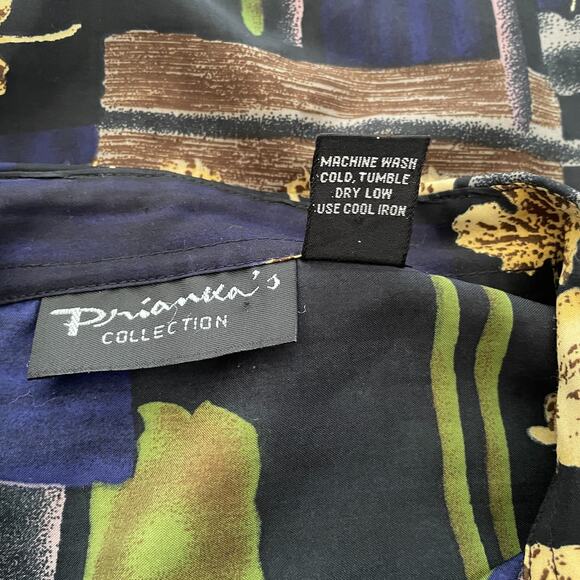 MACHINE WASH
COLD, TUMBLE
DRY LOW
USE COOL IRON
Prianka's
COLLECTION